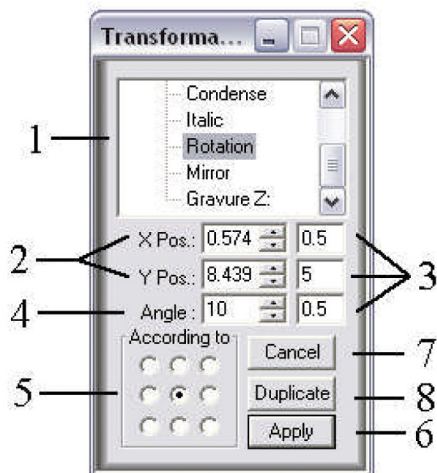 Transforma...
Condense
1
Italic
Rotation
Mirror
Gravure Z:
2
X Pos.: 0.574 0.5
Y Pos.: 8.439 5
3
4
Angle : 10 0.5
According to
Cancel
7
5
Duplicate
8
Apply
6